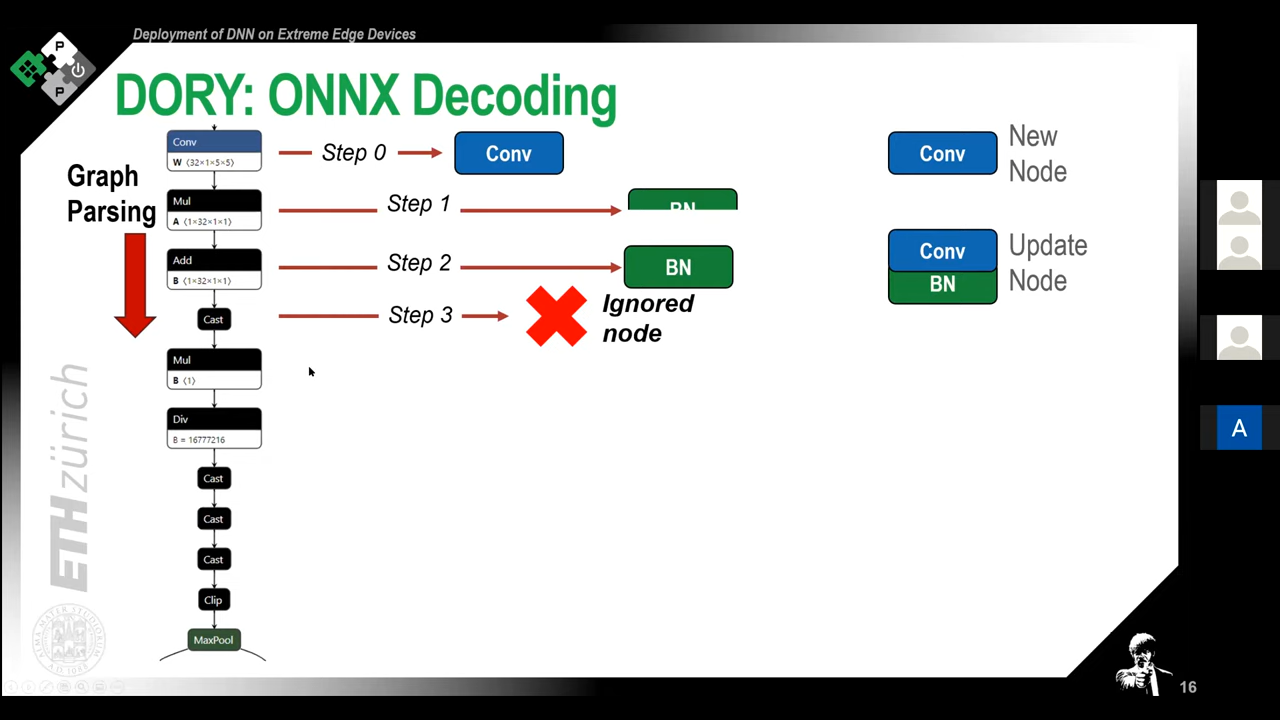 Deployment of DNN on Extreme Edge Devices
P
P
P
DORY: ONNX Decoding
Graph
Parsing
Conv
W ⟨32×1×5×5⟩
Mul
A ⟨1×32×1×1⟩
Add
B ⟨1×32×1×1⟩
Cast
Mul
B ⟨1⟩
Div
B = 16777216
Cast
Cast
Cast
Clip
MaxPool
Step 0
Conv
Step 1
BN
Step 2
BN
Step 3
Ignored
node
Conv
New
Node
Conv
BN
Update
Node
ETH zürich
A
16